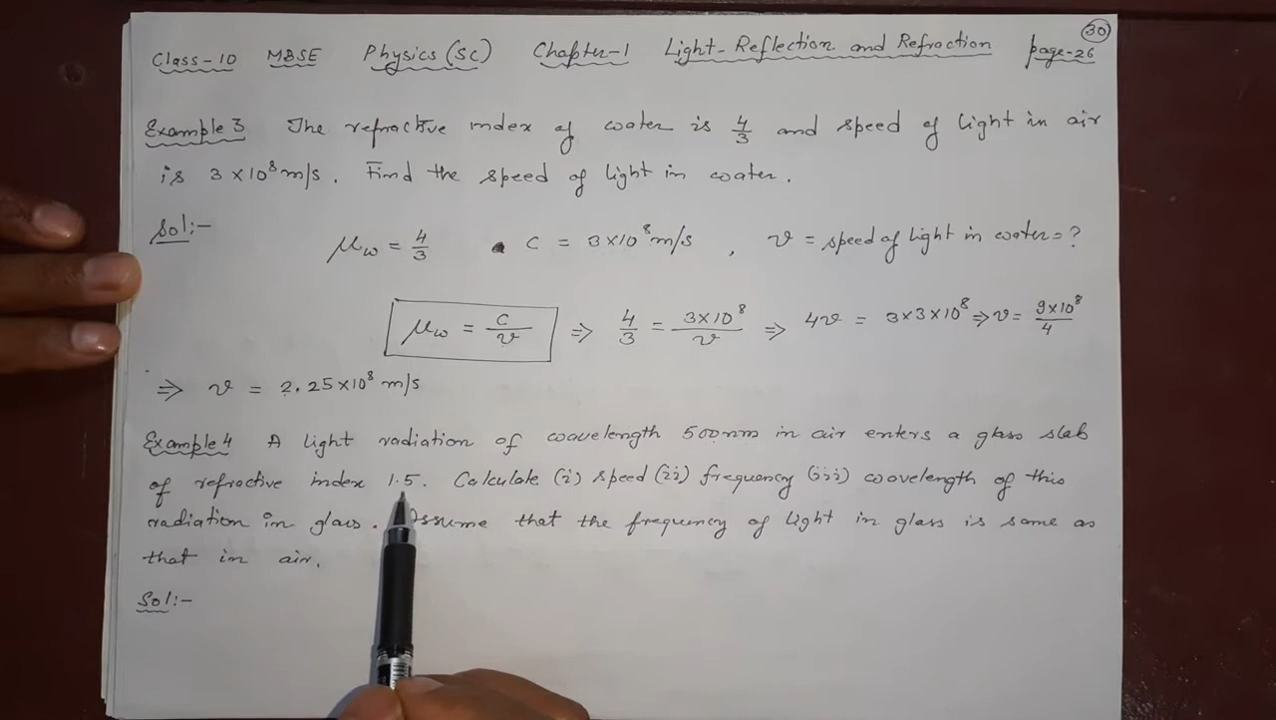 30
Class-10 MBSE Physics (SC) Chapter-1 Light-Reflection and Refraction page-26
Example 3 The refractive index of water is 4/3 and speed of light in air
is 3×10⁸ m/s. Find the speed of light in water.
Sol:-
μw = 4/3 c = 3×10⁸ m/s , v = speed of light in water = ?
μw = c/v ⇒ 4/3 = 3×10⁸/v ⇒ 4v = 3×3×10⁸ ⇒ v = 9×10⁸/4
⇒ v = 2.25×10⁸ m/s
Example 4 A light radiation of wavelength 500nm in air enters a glass slab
of refractive index 1.5. Calculate (i) speed (ii) frequency (iii) wavelength of this
radiation in glass. Assume that the frequency of light in glass is same as
that in air.
Sol:-